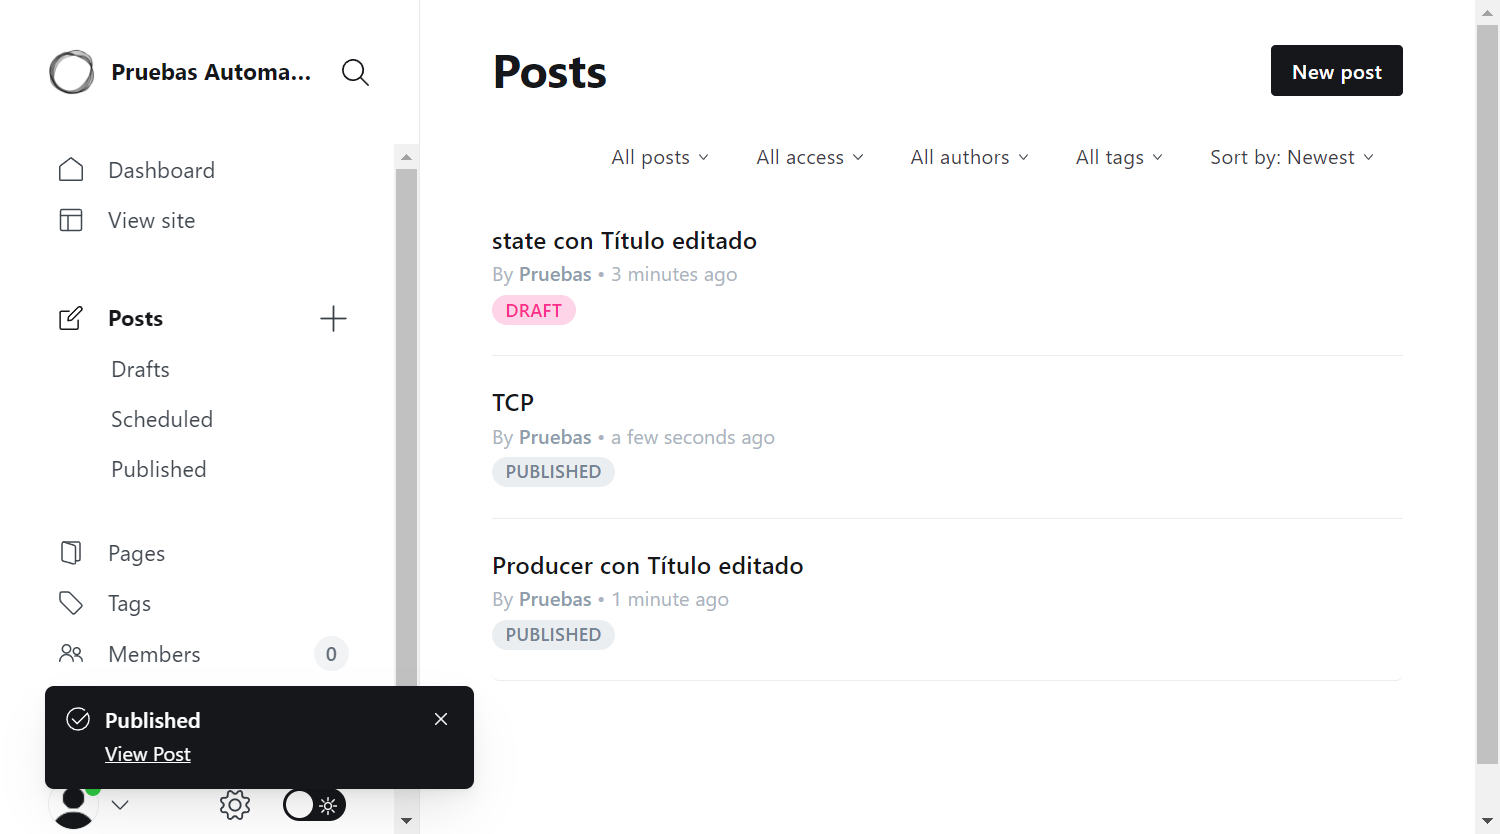 Pruebas Automa...
Dashboard
View site
Posts
Drafts
Scheduled
Published
Pages
Tags
Members 0
Published
View Post
Posts
New post
All posts All access All authors All tags Sort by: Newest
state con Título editado
By Pruebas • 3 minutes ago
DRAFT
TCP
By Pruebas • a few seconds ago
PUBLISHED
Producer con Título editado
By Pruebas • 1 minute ago
PUBLISHED